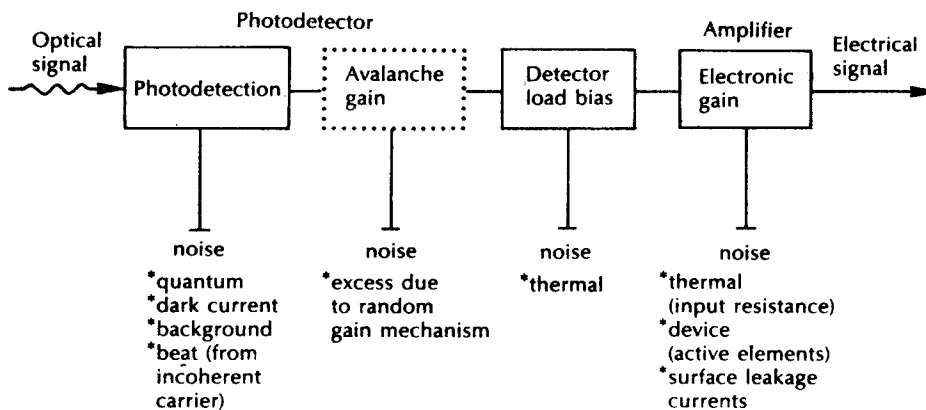 Photodetector
Amplifier
Optical
signal
Photodetection
Avalanche
gain
Detector
load bias
Electronic
gain
Electrical
signal
noise
*quantum
*dark current
*background
*beat (from
incoherent
carrier)
noise
*excess due
to random
gain mechanism
noise
*thermal
noise
*thermal
(input resistance)
*device
(active elements)
*surface leakage
currents